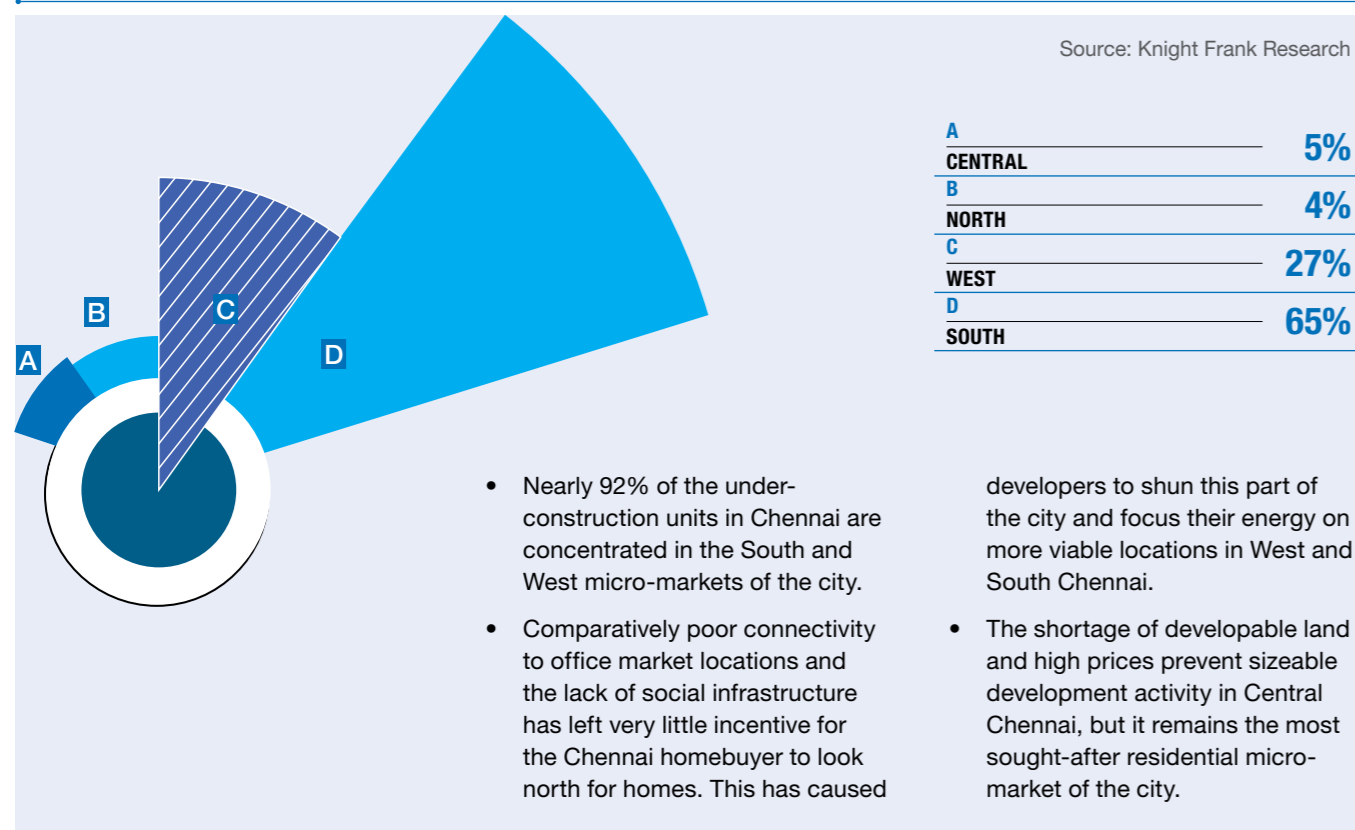 Source: Knight Frank Research
A
CENTRAL
5%
B
NORTH
4%
C
WEST
27%
D
SOUTH
65%
A
B
C
D
• Nearly 92% of the under-
construction units in Chennai are
concentrated in the South and
West micro-markets of the city.
• Comparatively poor connectivity
to office market locations and
the lack of social infrastructure
has left very little incentive for
the Chennai homebuyer to look
north for homes. This has caused
developers to shun this part of
the city and focus their energy on
more viable locations in West and
South Chennai.
• The shortage of developable land
and high prices prevent sizeable
development activity in Central
Chennai, but it remains the most
sought-after residential micro-
market of the city.